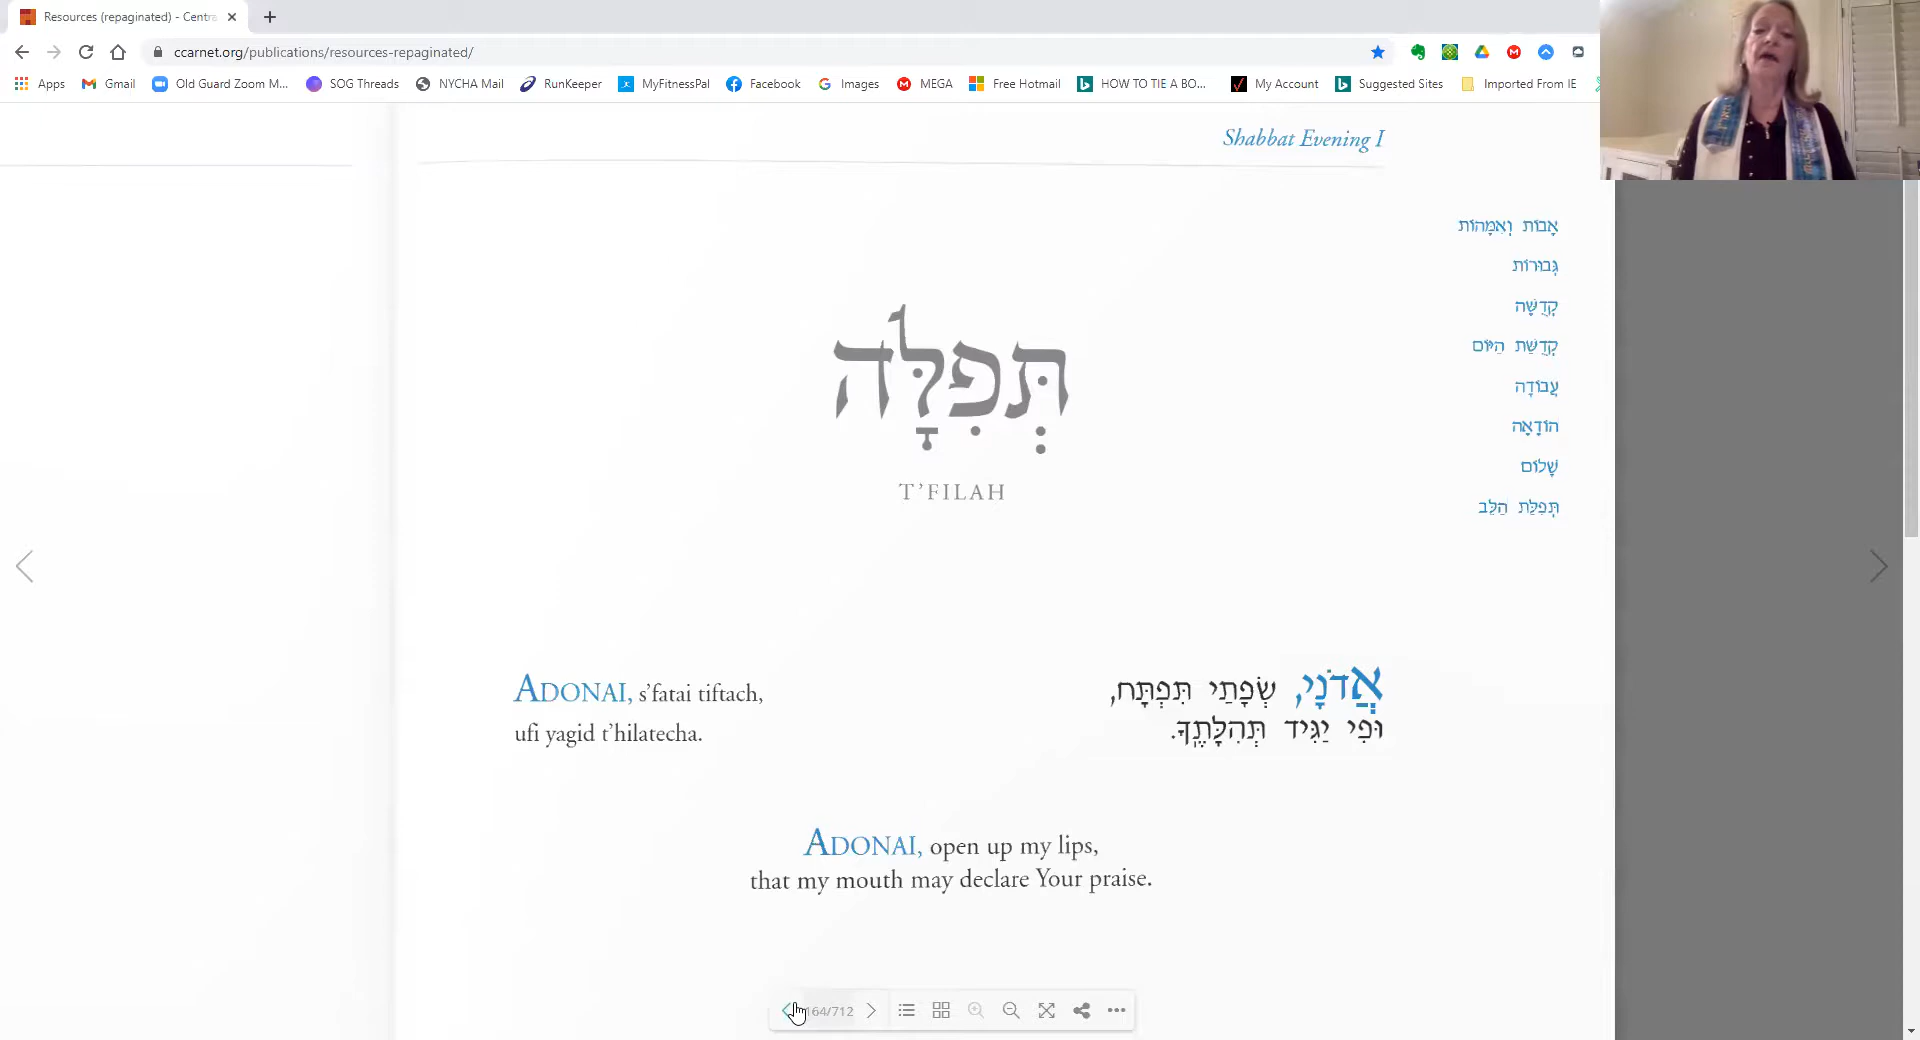 Resources (repaginated) - Centra
ccarnet.org/publications/resources-repaginated/
Apps Gmail Old Guard Zoom M... SOG Threads NYCHA Mail RunKeeper MyFitnessPal Facebook Images MEGA Free Hotmail HOW TO TIE A BO... My Account Suggested Sites Imported From IE
Shabbat Evening I
אָבוֹת וְאִמָּהוֹת
גְּבוּרוֹת
קְדֻשָּׁה
קְדֻשַּׁת הַיּוֹם
עֲבוֹדָה
הוֹדָאָה
שָׁלוֹם
תְּפִלַּת הַלֵּב
תְּפִלָּה
T’FILAH
ADONAI, s’fatai tiftach,
ufi yagid t’hilatecha.
אֲדֹנָי, שְׂפָתַי תִּפְתָּח,
וּפִי יַגִּיד תְּהִלָּתֶךָ.
ADONAI, open up my lips,
that my mouth may declare Your praise.
164/712